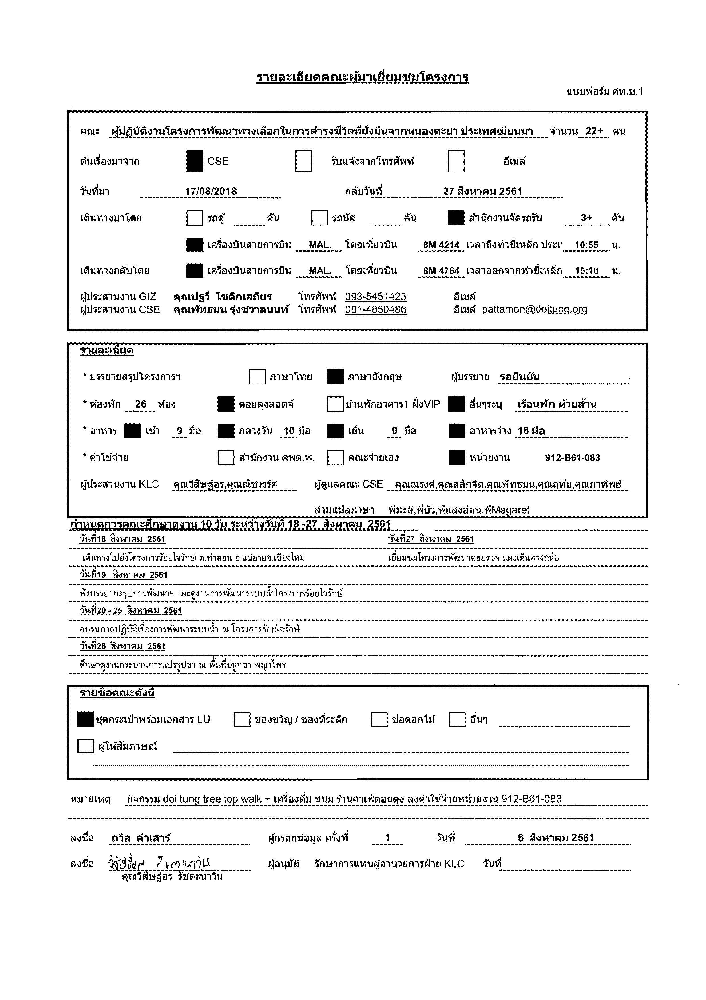 รายละเอียดคณะผู้มาเยี่ยมชมโครงการ
แบบฟอร์ม ศท.บ.1
คณะ ผู้ปฏิบัติงานโครงการพัฒนาทางเลือกในการดำรงชีวิตที่ยั่งยืนจากหนองตะยา ประเทศเมียนมา จำนวน 22+ คน
ต้นเรื่องมาจาก CSE รับแจ้งจากโทรศัพท์ อีเมล์
วันที่มา 17/08/2018 กลับวันที่ 27 สิงหาคม 2561
เดินทางมาโดย รถตู้ คัน รถบัส คัน สำนักงานจัดรถรับ 3+ คัน
เครื่องบินสายการบิน MAL. โดยเที่ยวบิน 8M 4214 เวลาถึงท่าขี้เหล็ก ประเ 10:55 น.
เดินทางกลับโดย เครื่องบินสายการบิน MAL. โดยเที่ยวบิน 8M 4764 เวลาออกจากท่าขี้เหล็ก 15:10 น.
ผู้ประสานงาน GIZ คุณปฐวี โชติกเสถียร โทรศัพท์ 093-5451423 อีเมล์
ผู้ประสานงาน CSE คุณพัทธมน รุ่งชวาลนนท์ โทรศัพท์ 081-4850486 อีเมล์ pattamon@doitung.org
รายละเอียด
* บรรยายสรุปโครงการฯ ภาษาไทย ภาษาอังกฤษ ผู้บรรยาย รอยืนยัน
* ห้องพัก 26 ห้อง ดอยตุงลอดจ์ บ้านพักอาคาร1 ฝั่งVIP อื่นๆระบุ เรือนพัก ห้วยส้าน
* อาหาร เช้า 9 มื้อ กลางวัน 10 มื้อ เย็น 9 มื้อ อาหารว่าง 16 มื้อ
* ค่าใช้จ่าย สำนักงาน คพต.พ. คณะจ่ายเอง หน่วยงาน 912-B61-083
ผู้ประสานงาน KLC คุณวิสิษฐ์อร,คุณณัชวรรัศ ผู้ดูแลคณะ CSE คุณณรงค์,คุณสลักจิต,คุณพัทธมน,คุณฤทัย,คุณภาทิพย์
ล่ามแปลภาษา พี่มะลิ,พี่บัว,พี่แสงอ่อน,พี่Magaret
กำหนดการคณะศึกษาดูงาน 10 วัน ระหว่างวันที่ 18 -27 สิงหาคม 2561
วันที่18 สิงหาคม 2561 วันที่27 สิงหาคม 2561
เดินทางไปยังโครงการร้อยใจรักษ์ ต.ท่าตอน อ.แม่อายจ.เชียงใหม่ เยี่ยมชมโครงการพัฒนาดอยตุงฯ และเดินทางกลับ
วันที่19 สิงหาคม 2561
ฟังบรรยายสรุปการพัฒนาฯ และดูงานการพัฒนาระบบน้ำโครงการร้อยใจรักษ์
วันที่20 - 25 สิงหาคม 2561
อบรมภาคปฏิบัติเรื่องการพัฒนาระบบน้ำ ณ โครงการร้อยใจรักษ์
วันที่26 สิงหาคม 2561
ศึกษาดูงานกระบวนการแปรรูปชา ณ พื้นที่ปลูกชา พญาไพร
รายชื่อคณะดังนี้
ชุดกระเป๋าพร้อมเอกสาร LU ของขวัญ / ของที่ระลึก ช่อดอกไม้ อื่นๆ
ผู้ให้สัมภาษณ์
หมายเหตุ กิจกรรม doi tung tree top walk + เครื่องดื่ม ขนม ร้านคาเฟ่ดอยตุง ลงค่าใช้จ่ายหน่วยงาน 912-B61-083
ลงชื่อ ถวิล คำเสาร์ ผู้กรอกข้อมูล ครั้งที่ 1 วันที่ 6 สิงหาคม 2561
ลงชื่อ ผู้อนุมัติ รักษาการแทนผู้อำนวยการฝ่าย KLC วันที่
คุณวิสิษฐ์อร รัชตะนาวิน